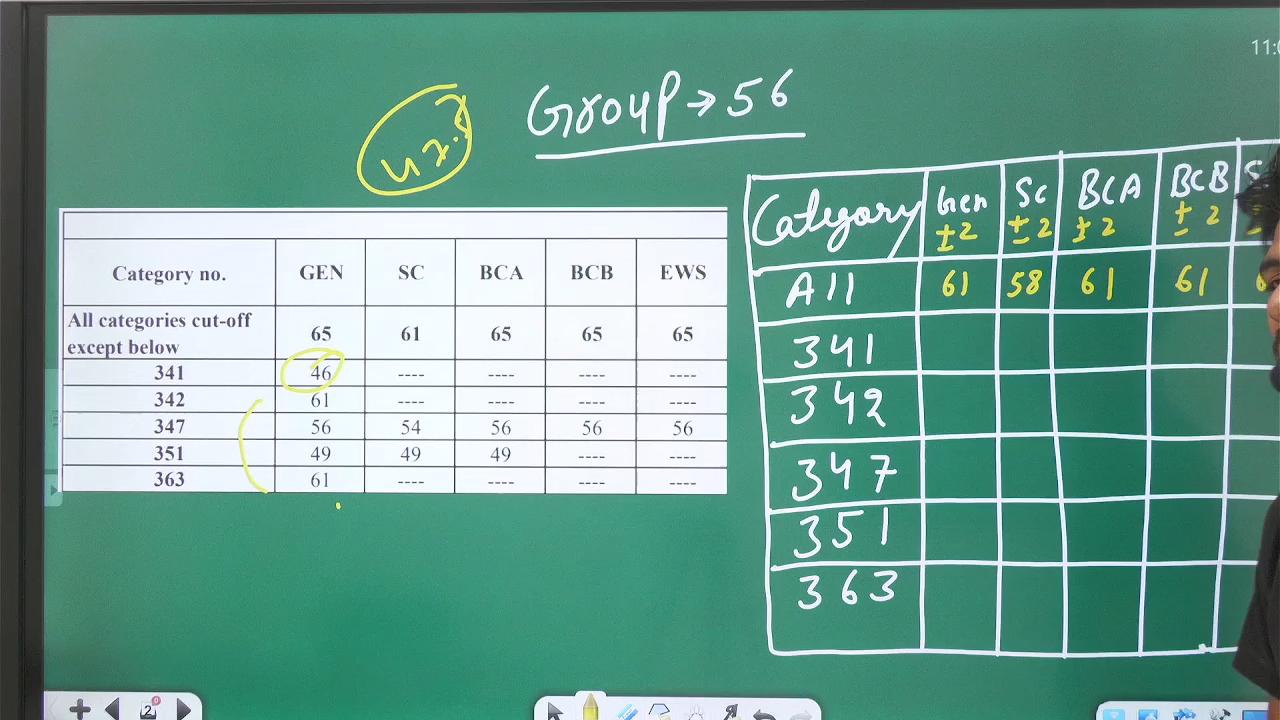 11:0
Group → 56
Category no. GEN SC BCA BCB EWS
All categories cut-off except below 65 61 65 65 65
341 46 ---- ---- ---- ----
342 61 ---- ---- ---- ----
347 56 54 56 56 56
351 49 49 49 ---- ----
363 61 ---- ---- ---- ----
Category Gen ±2 SC ±2 BCA ±2 BCB ±2
All 61 58 61 61
341
342
347
351
363
2